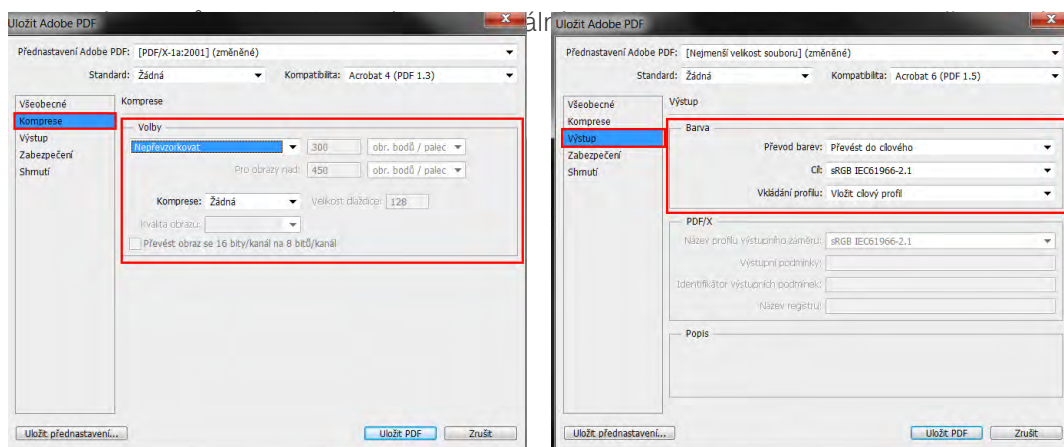 Uložit Adobe PDF
Přednastavení Adobe PDF: [PDF/X-1a:2001] (změněné)
Standard: Žádná Kompatibilita: Acrobat 4 (PDF 1.3)
Všeobecné
Komprese
Výstup
Zabezpečení
Shrnutí
Komprese
Volby
Nepřevzorkovat 300 obr. bodů / palec
Pro obrazy nad: 450 obr. bodů / palec
Komprese: Žádná Velikost dlaždice: 128
Kvalita obrazu:
Převést obraz se 16 bity/kanál na 8 bitů/kanál
Uložit přednastavení... Uložit PDF Zrušit
Uložit Adobe PDF
Přednastavení Adobe PDF: [Nejmenší velikost souboru] (změněné)
Standard: Žádná Kompatibilita: Acrobat 6 (PDF 1.5)
Všeobecné
Komprese
Výstup
Zabezpečení
Shrnutí
Výstup
Barva
Převod barev: Převést do cílového
Cíl: sRGB IEC61966-2.1
Vkládání profilu: Vložit cílový profil
PDF/X
Název profilu výstupního záměru: sRGB IEC61966-2.1
Výstupní podmínky:
Identifikátor výstupních podmínek:
Název registru:
Popis
Uložit přednastavení... Uložit PDF Zrušit